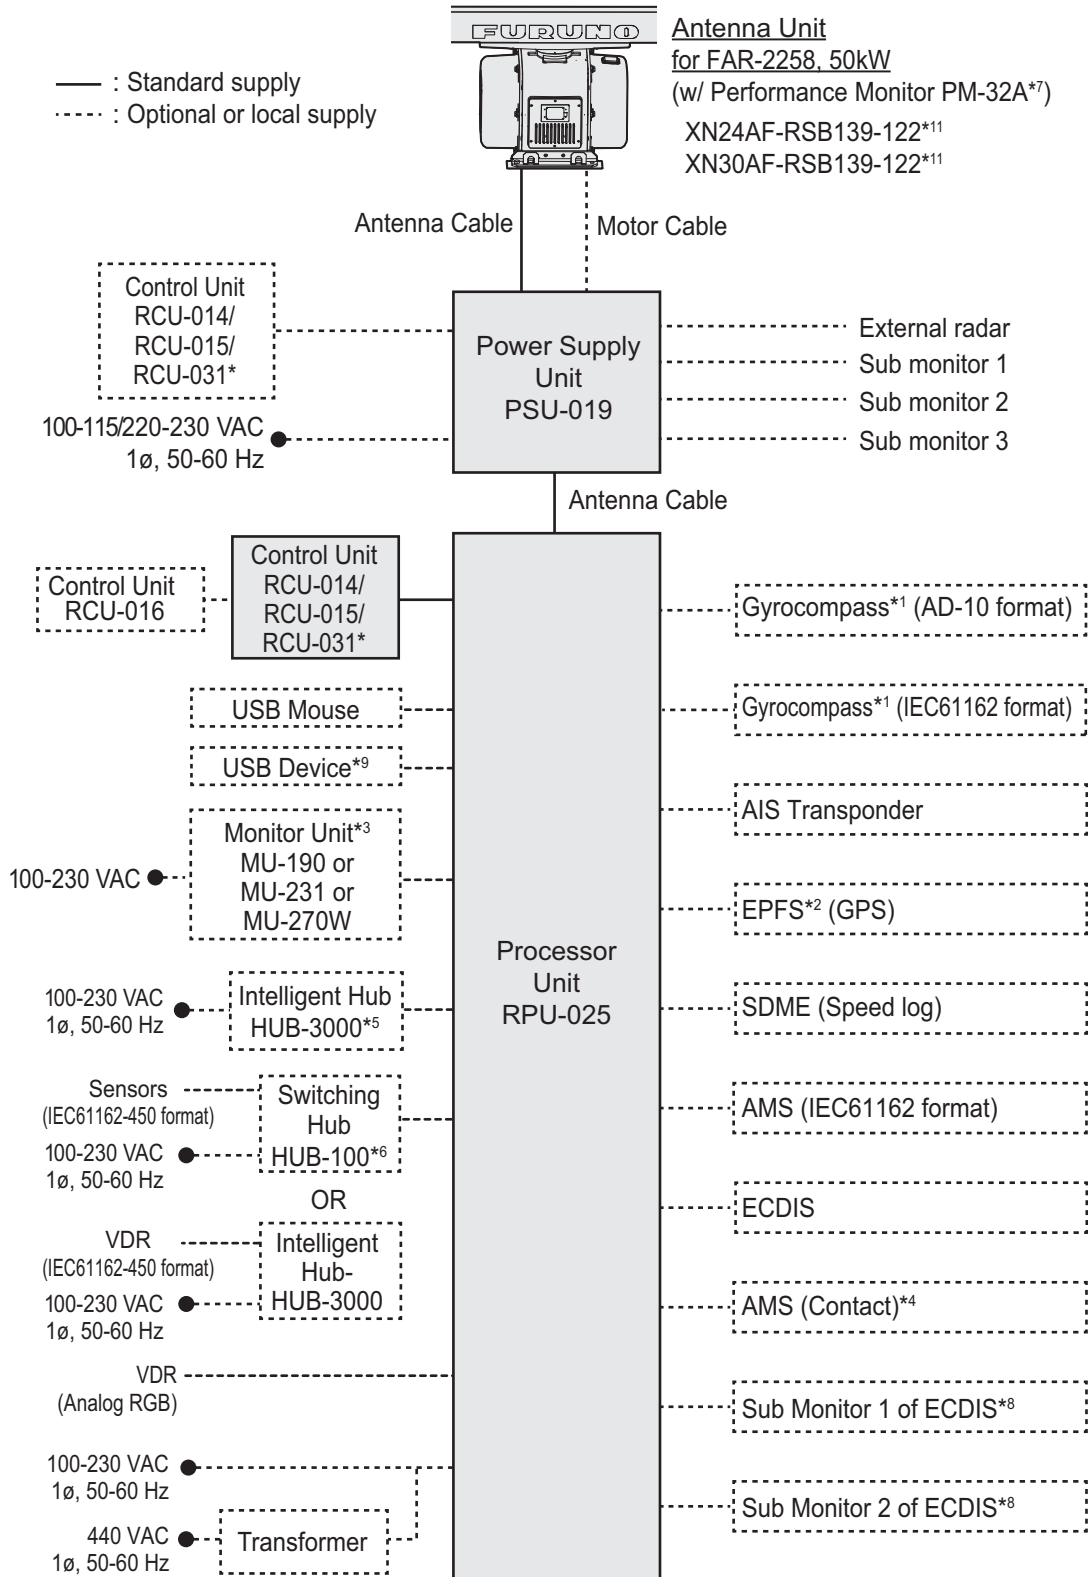 FURUNO
Antenna Unit
for FAR-2258, 50kW
(w/ Performance Monitor PM-32A*7)
XN24AF-RSB139-122*11
XN30AF-RSB139-122*11
: Standard supply
: Optional or local supply
Antenna Cable
Motor Cable
Control Unit
RCU-014/
RCU-015/
RCU-031*
100-115/220-230 VAC
1ø, 50-60 Hz
Power Supply
Unit
PSU-019
External radar
Sub monitor 1
Sub monitor 2
Sub monitor 3
Antenna Cable
Control Unit
RCU-016
Control Unit
RCU-014/
RCU-015/
RCU-031*
USB Mouse
USB Device*9
Monitor Unit*3
MU-190 or
MU-231 or
MU-270W
100-230 VAC
Intelligent Hub
HUB-3000*5
100-230 VAC
1ø, 50-60 Hz
Sensors
(IEC61162-450 format)
100-230 VAC
1ø, 50-60 Hz
Switching
Hub
HUB-100*6
OR
VDR
(IEC61162-450 format)
100-230 VAC
1ø, 50-60 Hz
Intelligent
Hub-
HUB-3000
VDR
(Analog RGB)
100-230 VAC
1ø, 50-60 Hz
440 VAC
1ø, 50-60 Hz
Transformer
Processor
Unit
RPU-025
Gyrocompass*1 (AD-10 format)
Gyrocompass*1 (IEC61162 format)
AIS Transponder
EPFS*2 (GPS)
SDME (Speed log)
AMS (IEC61162 format)
ECDIS
AMS (Contact)*4
Sub Monitor 1 of ECDIS*8
Sub Monitor 2 of ECDIS*8